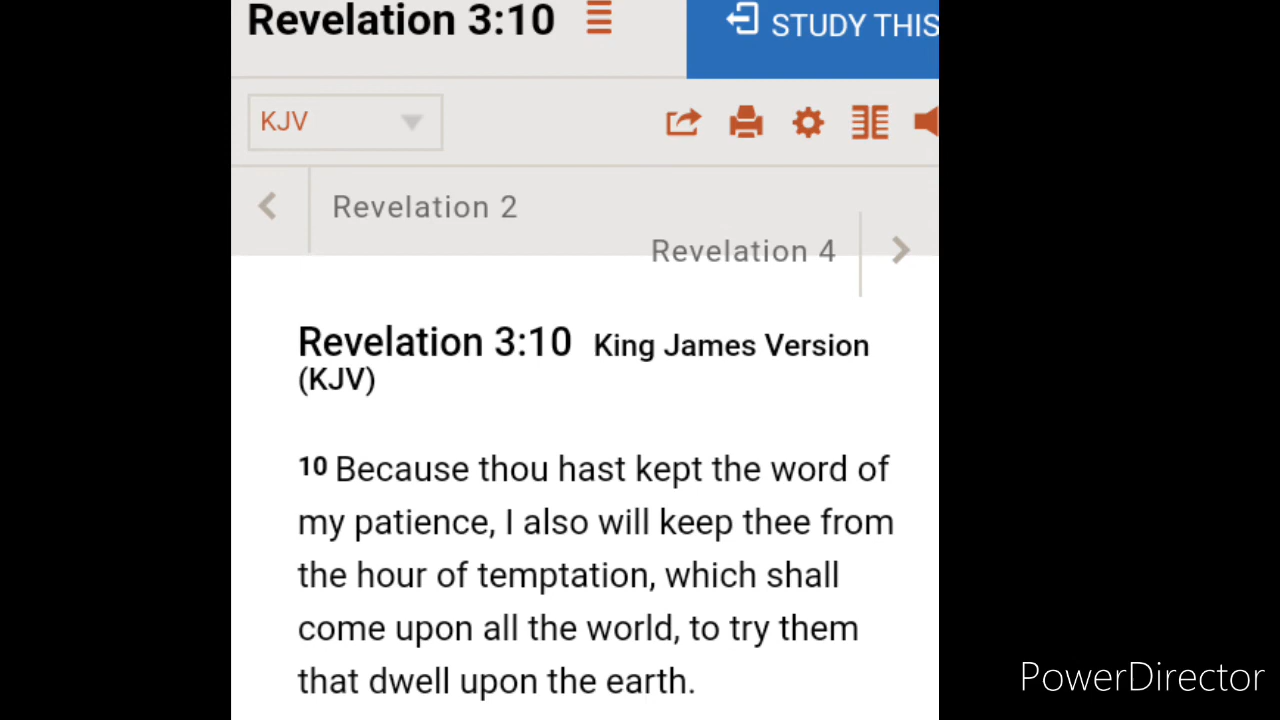 Revelation 3:10
STUDY THIS
KJV
Revelation 2
Revelation 4
Revelation 3:10 King James Version
(KJV)
10 Because thou hast kept the word of
my patience, I also will keep thee from
the hour of temptation, which shall
come upon all the world, to try them
that dwell upon the earth.
PowerDirector